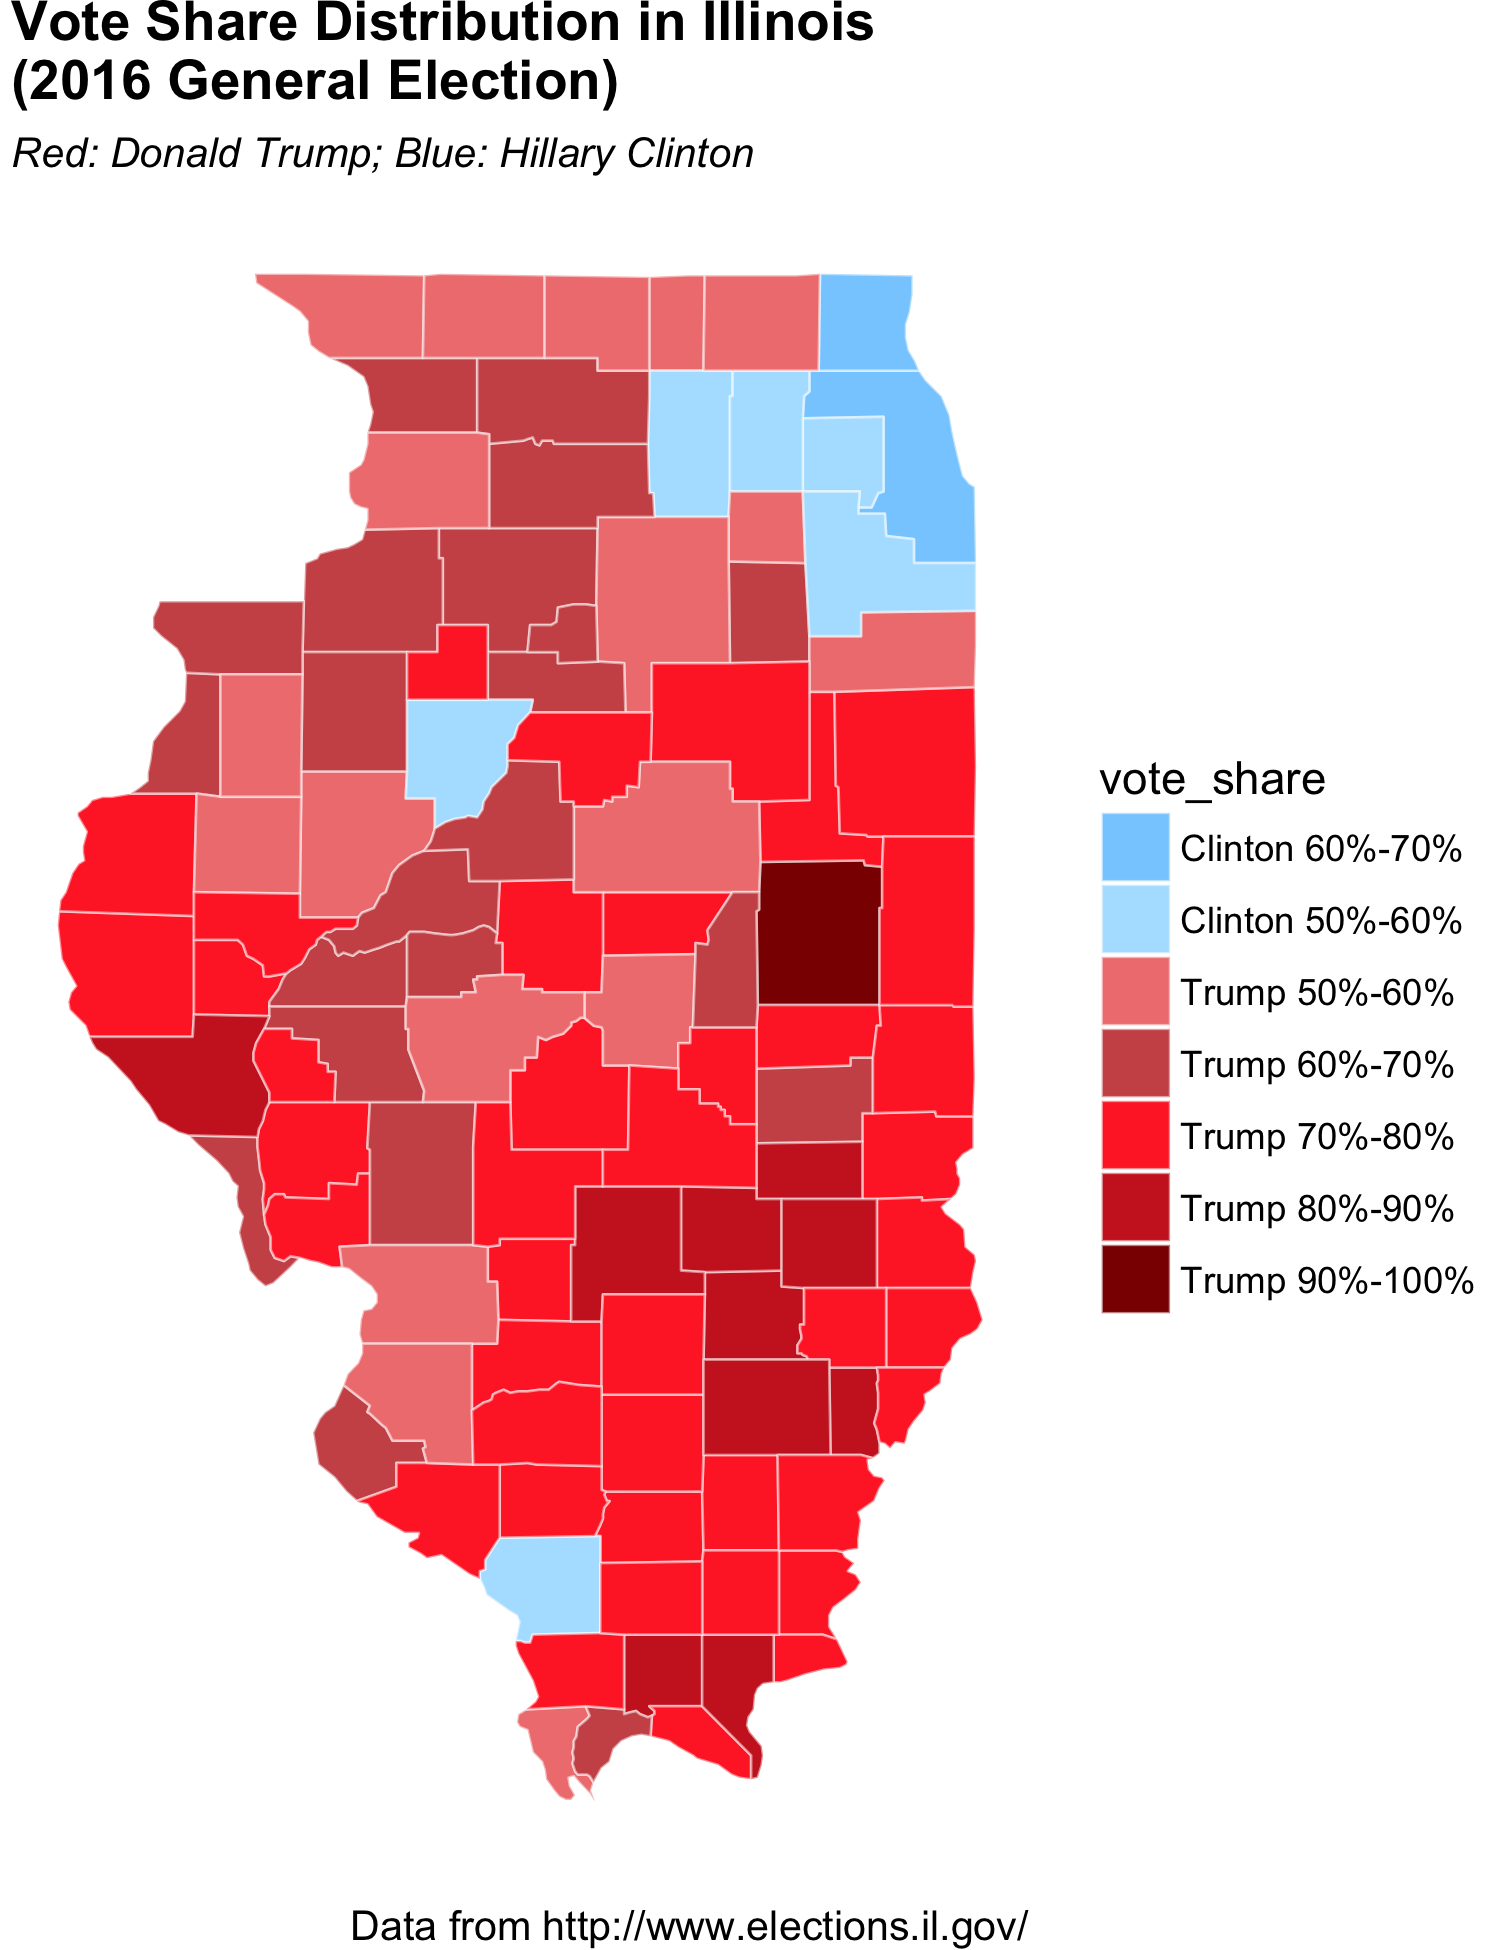 Vote Share Distribution in Illinois
(2016 General Election)
Red: Donald Trump; Blue: Hillary Clinton
vote_share
Clinton 60%-70%
Clinton 50%-60%
Trump 50%-60%
Trump 60%-70%
Trump 70%-80%
Trump 80%-90%
Trump 90%-100%
Data from http://www.elections.il.gov/